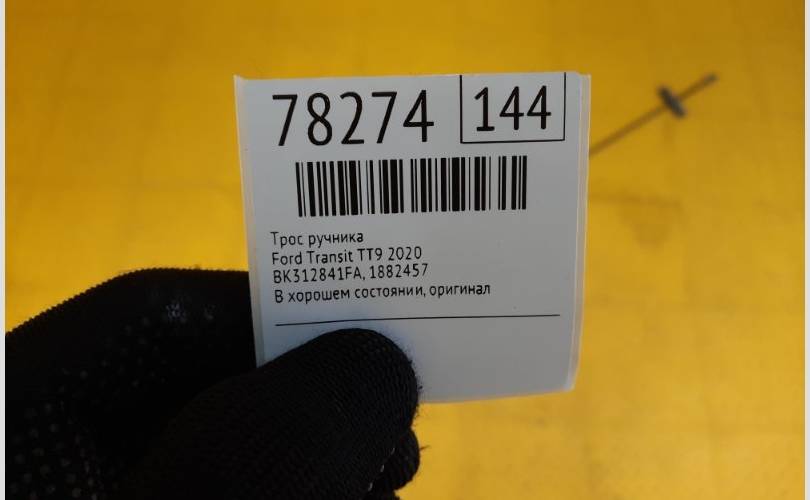 78274 144
Трос ручника
Ford Transit TT9 2020
BK312841FA, 1882457
В хорошем состоянии, оригинал